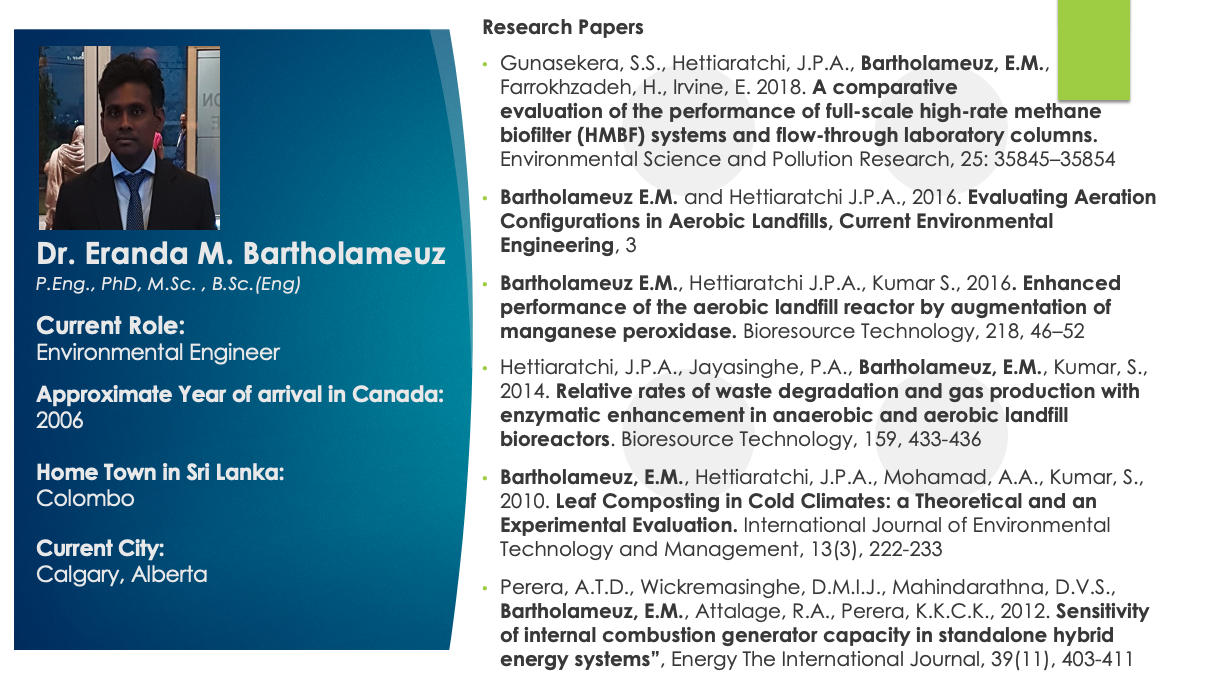 Dr. Eranda M. Bartholameuz
P.Eng., PhD, M.Sc. , B.Sc.(Eng)
Current Role:
Environmental Engineer
Approximate Year of arrival in Canada:
2006
Home Town in Sri Lanka:
Colombo
Current City:
Calgary, Alberta
Research Papers
• Gunasekera, S.S., Hettiaratchi, J.P.A., Bartholameuz, E.M.,
Farrokhzadeh, H., Irvine, E. 2018. A comparative
evaluation of the performance of full-scale high-rate methane
biofilter (HMBF) systems and flow-through laboratory columns.
Environmental Science and Pollution Research, 25: 35845–35854
• Bartholameuz E.M. and Hettiaratchi J.P.A., 2016. Evaluating Aeration
Configurations in Aerobic Landfills, Current Environmental
Engineering, 3
• Bartholameuz E.M., Hettiaratchi J.P.A., Kumar S., 2016. Enhanced
performance of the aerobic landfill reactor by augmentation of
manganese peroxidase. Bioresource Technology, 218, 46–52
• Hettiaratchi, J.P.A., Jayasinghe, P.A., Bartholameuz, E.M., Kumar, S.,
2014. Relative rates of waste degradation and gas production with
enzymatic enhancement in anaerobic and aerobic landfill
bioreactors. Bioresource Technology, 159, 433-436
• Bartholameuz, E.M., Hettiaratchi, J.P.A., Mohamad, A.A., Kumar, S.,
2010. Leaf Composting in Cold Climates: a Theoretical and an
Experimental Evaluation. International Journal of Environmental
Technology and Management, 13(3), 222-233
• Perera, A.T.D., Wickremasinghe, D.M.I.J., Mahindarathna, D.V.S.,
Bartholameuz, E.M., Attalage, R.A., Perera, K.K.C.K., 2012. Sensitivity
of internal combustion generator capacity in standalone hybrid
energy systems”, Energy The International Journal, 39(11), 403-411